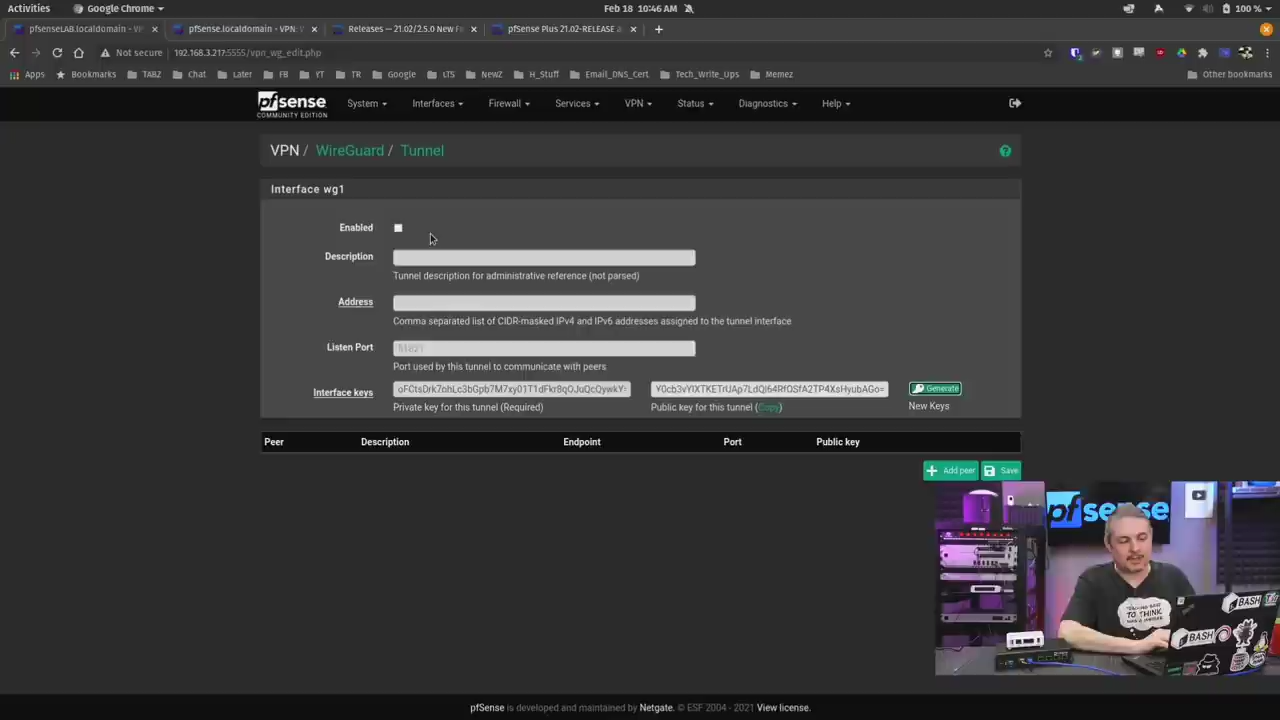 Activities
Google Chrome
Feb 18 10:46 AM
100 %
pfsenseLAB.localdomain - VP
pfSense.localdomain - VPN: W
Releases — 21.02/2.5.0 New F
pfSense Plus 21.02-RELEASE a
Not secure
192.168.3.217:5555/vpn_wg_edit.php
Apps
Bookmarks
TABZ
Chat
Later
FB
YT
TR
Google
LTS
NewZ
H_Stuff
Email_DNS_Cert
Tech_Write_Ups
Memez
Other bookmarks
pfsense
COMMUNITY EDITION
System
Interfaces
Firewall
Services
VPN
Status
Diagnostics
Help
VPN / WireGuard / Tunnel
Interface wg1
Enabled
Description
Tunnel description for administrative reference (not parsed)
Address
Comma separated list of CIDR-masked IPv4 and IPv6 addresses assigned to the tunnel interface
Listen Port
Port used by this tunnel to communicate with peers
Interface keys
Generate
Private key for this tunnel (Required)
Public key for this tunnel (Copy)
New Keys
Peer Description Endpoint Port Public key
Add peer
Save
pfsense
TO THINK
BASH
BASH
pfSense is developed and maintained by Netgate. © ESF 2004 - 2021 View license.